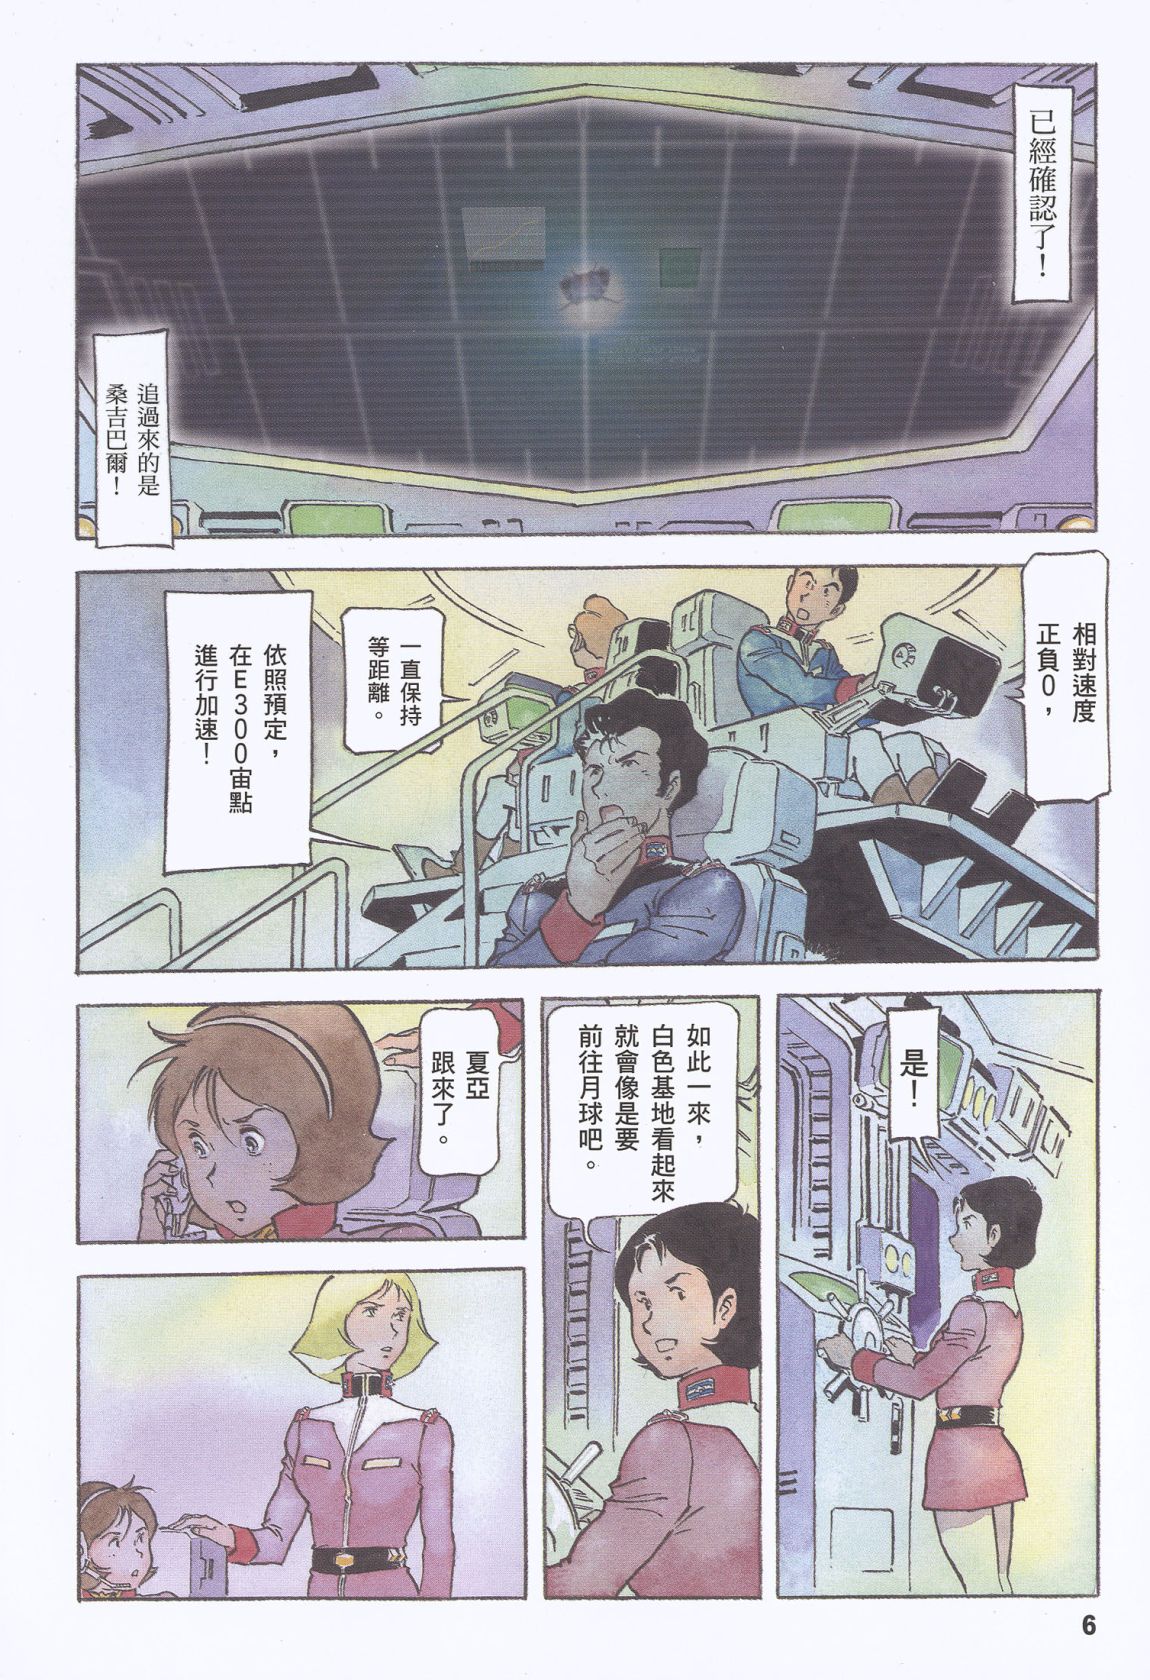 已經確認了！
追過來的是
桑吉巴爾！
相對速度
正負0，
一直保持
等距離。
依照預定，
在E300宙點
進行加速！
是！
如此一來，
白色基地看起來
就會像是要
前往月球吧。
夏亞
跟來了。
6